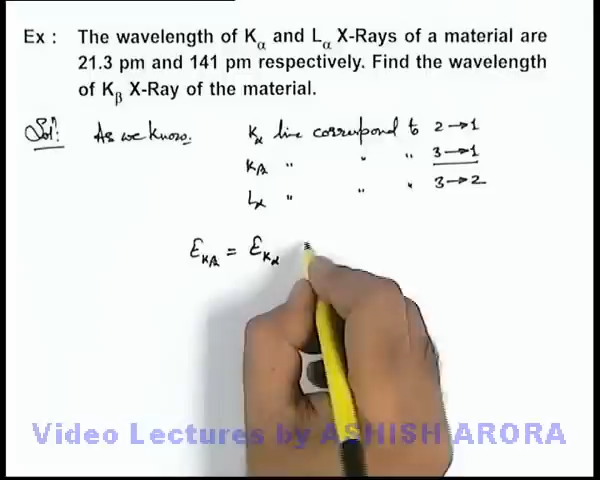 Ex : The wavelength of Kα and Lα X-Rays of a material are
21.3 pm and 141 pm respectively. Find the wavelength
of Kβ X-Ray of the material.
Solⁿ: As we know. Kα line correspond to 2→1
Kβ " " " 3→1
Lα " " " 3→2
EKβ = EKα
Video Lectures by ASHISH ARORA